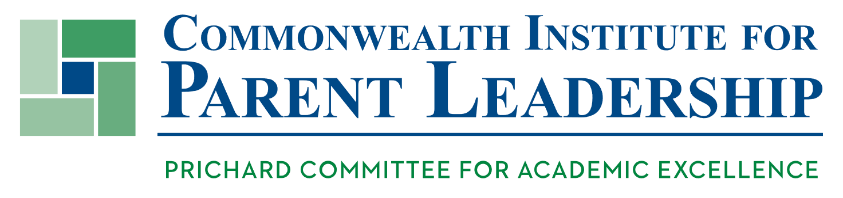 Commonwealth Institute for
Parent Leadership
PRICHARD COMMITTEE FOR ACADEMIC EXCELLENCE